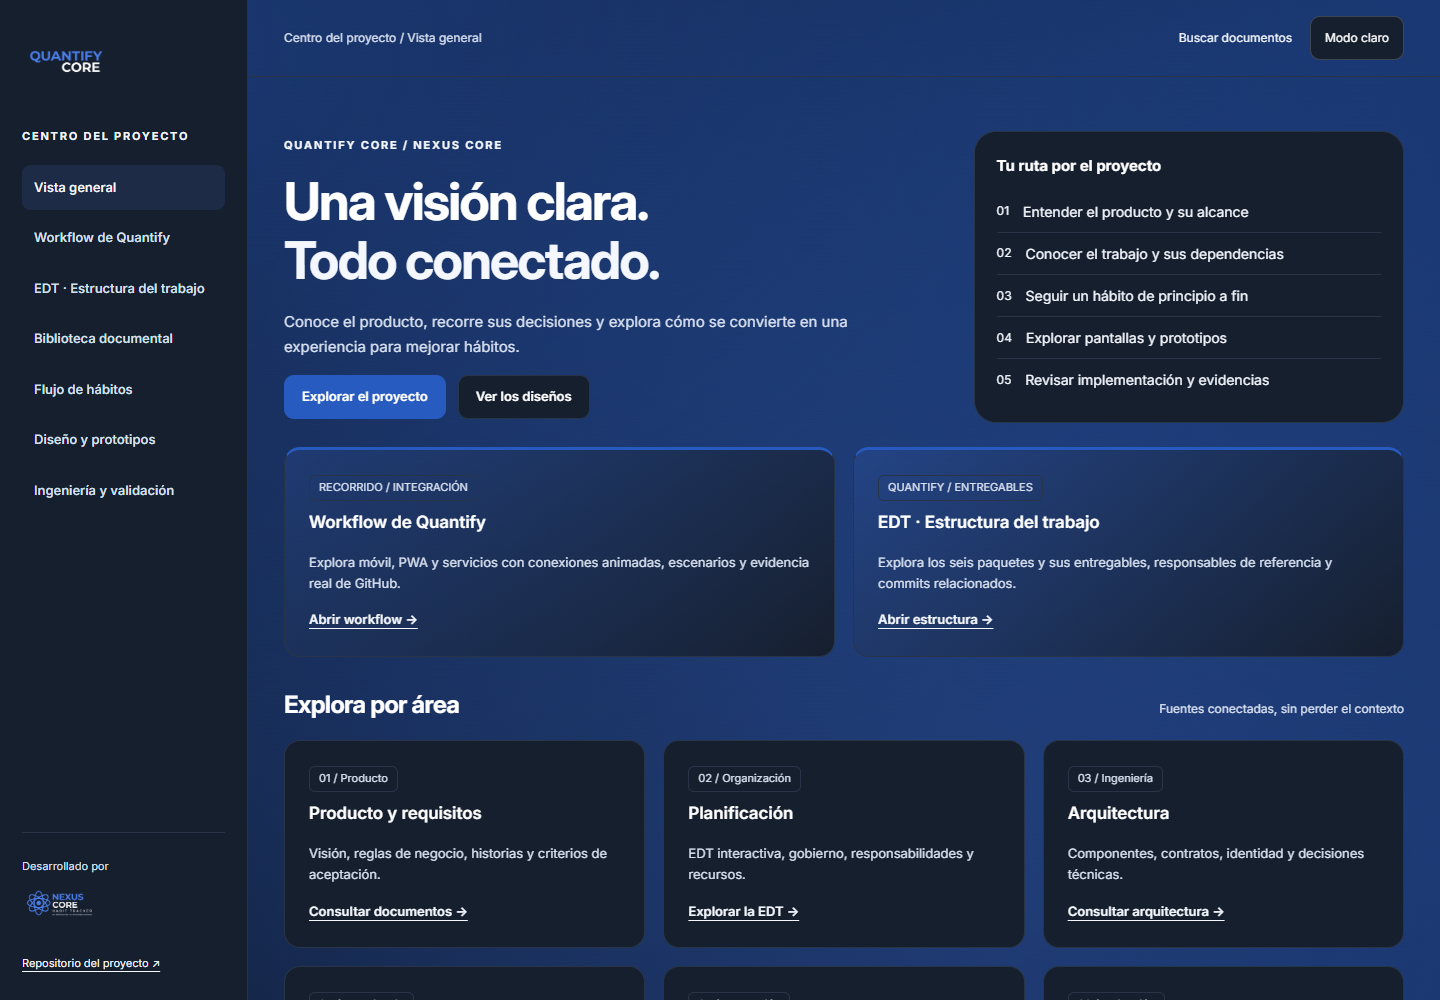 QUANTIFY
CORE
CENTRO DEL PROYECTO
Vista general
Workflow de Quantify
EDT · Estructura del trabajo
Biblioteca documental
Flujo de hábitos
Diseño y prototipos
Ingeniería y validación
Desarrollado por
NEXUS
CORE
HABIT TRACKER
Repositorio del proyecto ↗
Centro del proyecto / Vista general
Buscar documentos
Modo claro
QUANTIFY CORE / NEXUS CORE
Una visión clara.
Todo conectado.
Conoce el producto, recorre sus decisiones y explora cómo se convierte en una
experiencia para mejorar hábitos.
Explorar el proyecto
Ver los diseños
Tu ruta por el proyecto
01 Entender el producto y su alcance
02 Conocer el trabajo y sus dependencias
03 Seguir un hábito de principio a fin
04 Explorar pantallas y prototipos
05 Revisar implementación y evidencias
RECORRIDO / INTEGRACIÓN
Workflow de Quantify
Explora móvil, PWA y servicios con conexiones animadas, escenarios y evidencia
real de GitHub.
Abrir workflow →
QUANTIFY / ENTREGABLES
EDT · Estructura del trabajo
Explora los seis paquetes y sus entregables, responsables de referencia y
commits relacionados.
Abrir estructura →
Explora por área
Fuentes conectadas, sin perder el contexto
01 / Producto
Producto y requisitos
Visión, reglas de negocio, historias y criterios de
aceptación.
Consultar documentos →
02 / Organización
Planificación
EDT interactiva, gobierno, responsabilidades y
recursos.
Explorar la EDT →
03 / Ingeniería
Arquitectura
Componentes, contratos, identidad y decisiones
técnicas.
Consultar arquitectura →